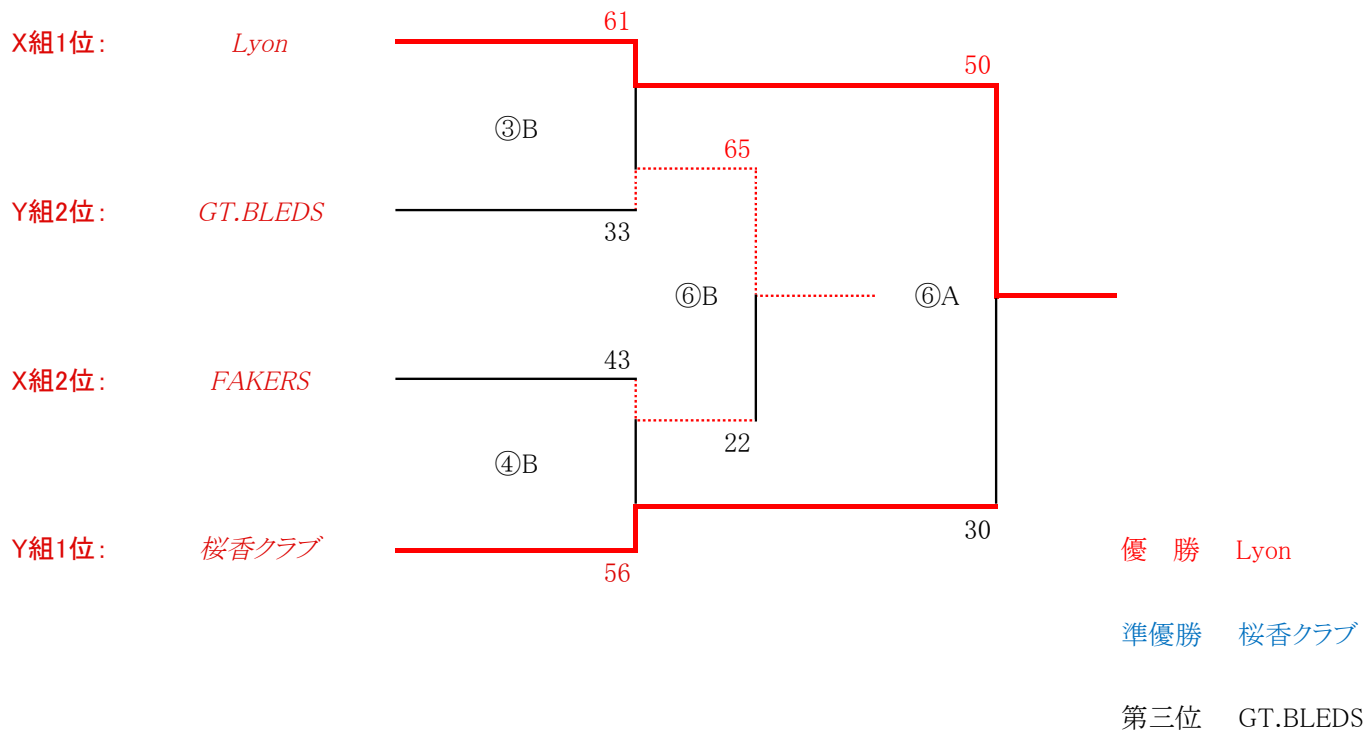 61
X組1位: Lyon
50
③B
65
Y組2位: GT.BLEDS
33
⑥B ⑥A
43
X組2位: FAKERS
22
④B
30
Y組1位: 桜香クラブ
56
優 勝 Lyon
準優勝 桜香クラブ
第三位 GT.BLEDS